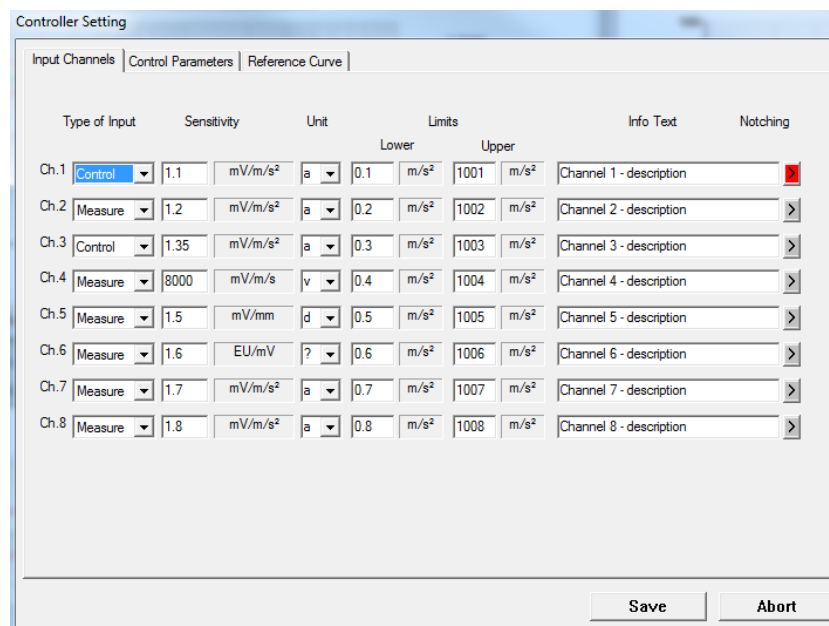 Controller Setting
Input Channels Control Parameters Reference Curve
Type of Input Sensitivity Unit Limits Info Text Notching
Lower Upper
Ch.1 Control 1.1 mV/m/s² a 0.1 m/s² 1001 m/s² Channel 1 - description >
Ch.2 Measure 1.2 mV/m/s² a 0.2 m/s² 1002 m/s² Channel 2 - description >
Ch.3 Control 1.35 mV/m/s² a 0.3 m/s² 1003 m/s² Channel 3 - description >
Ch.4 Measure 8000 mV/m/s v 0.4 m/s² 1004 m/s² Channel 4 - description >
Ch.5 Measure 1.5 mV/mm d 0.5 m/s² 1005 m/s² Channel 5 - description >
Ch.6 Measure 1.6 EU/mV ? 0.6 m/s² 1006 m/s² Channel 6 - description >
Ch.7 Measure 1.7 mV/m/s² a 0.7 m/s² 1007 m/s² Channel 7 - description >
Ch.8 Measure 1.8 mV/m/s² a 0.8 m/s² 1008 m/s² Channel 8 - description >
Save Abort